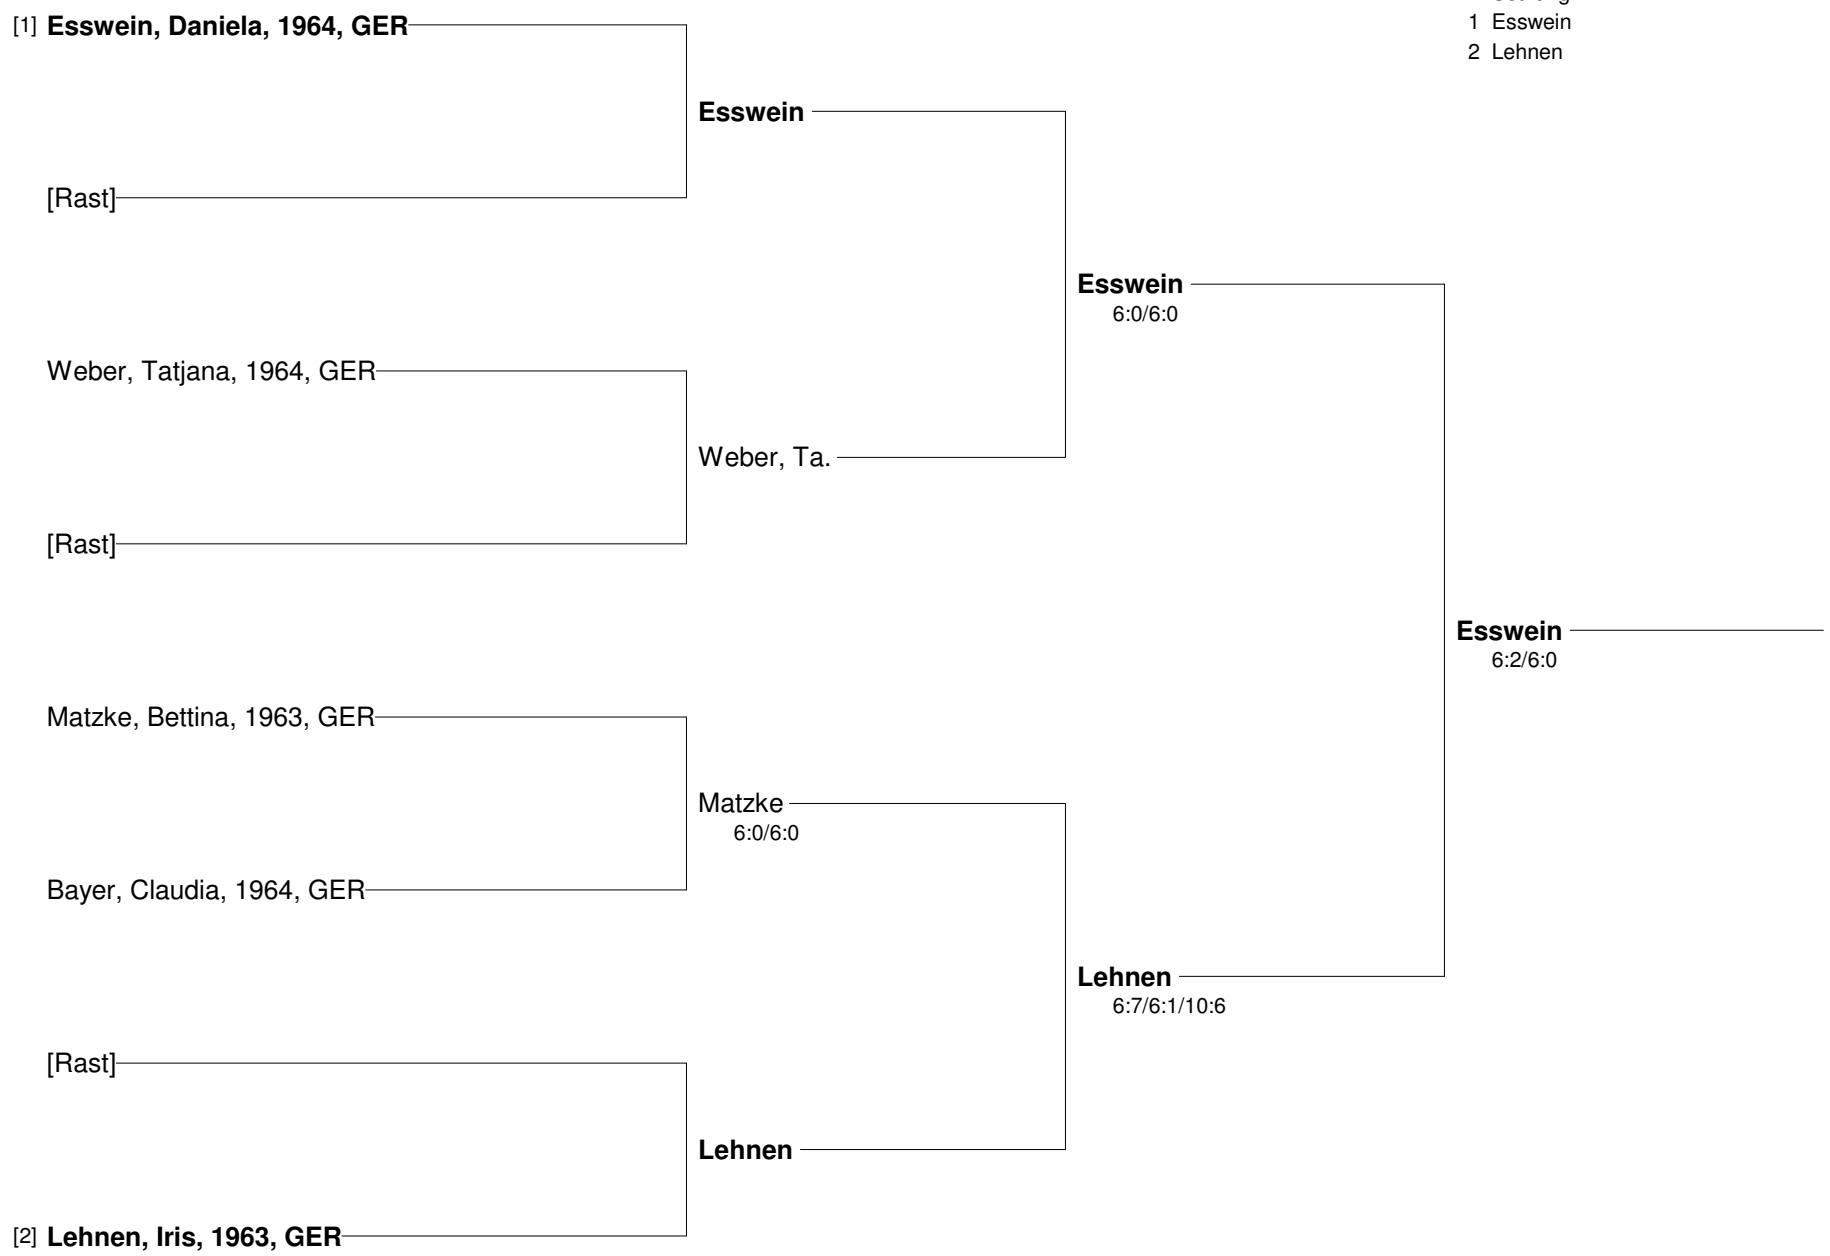 [1] Esswein, Daniela, 1964, GER
1 Esswein
2 Lehnen
Esswein
[Rast]
Esswein
6:0/6:0
Weber, Tatjana, 1964, GER
Weber, Ta.
[Rast]
Esswein
6:2/6:0
Matzke, Bettina, 1963, GER
Matzke
6:0/6:0
Bayer, Claudia, 1964, GER
Lehnen
6:7/6:1/10:6
[Rast]
Lehnen
[2] Lehnen, Iris, 1963, GER